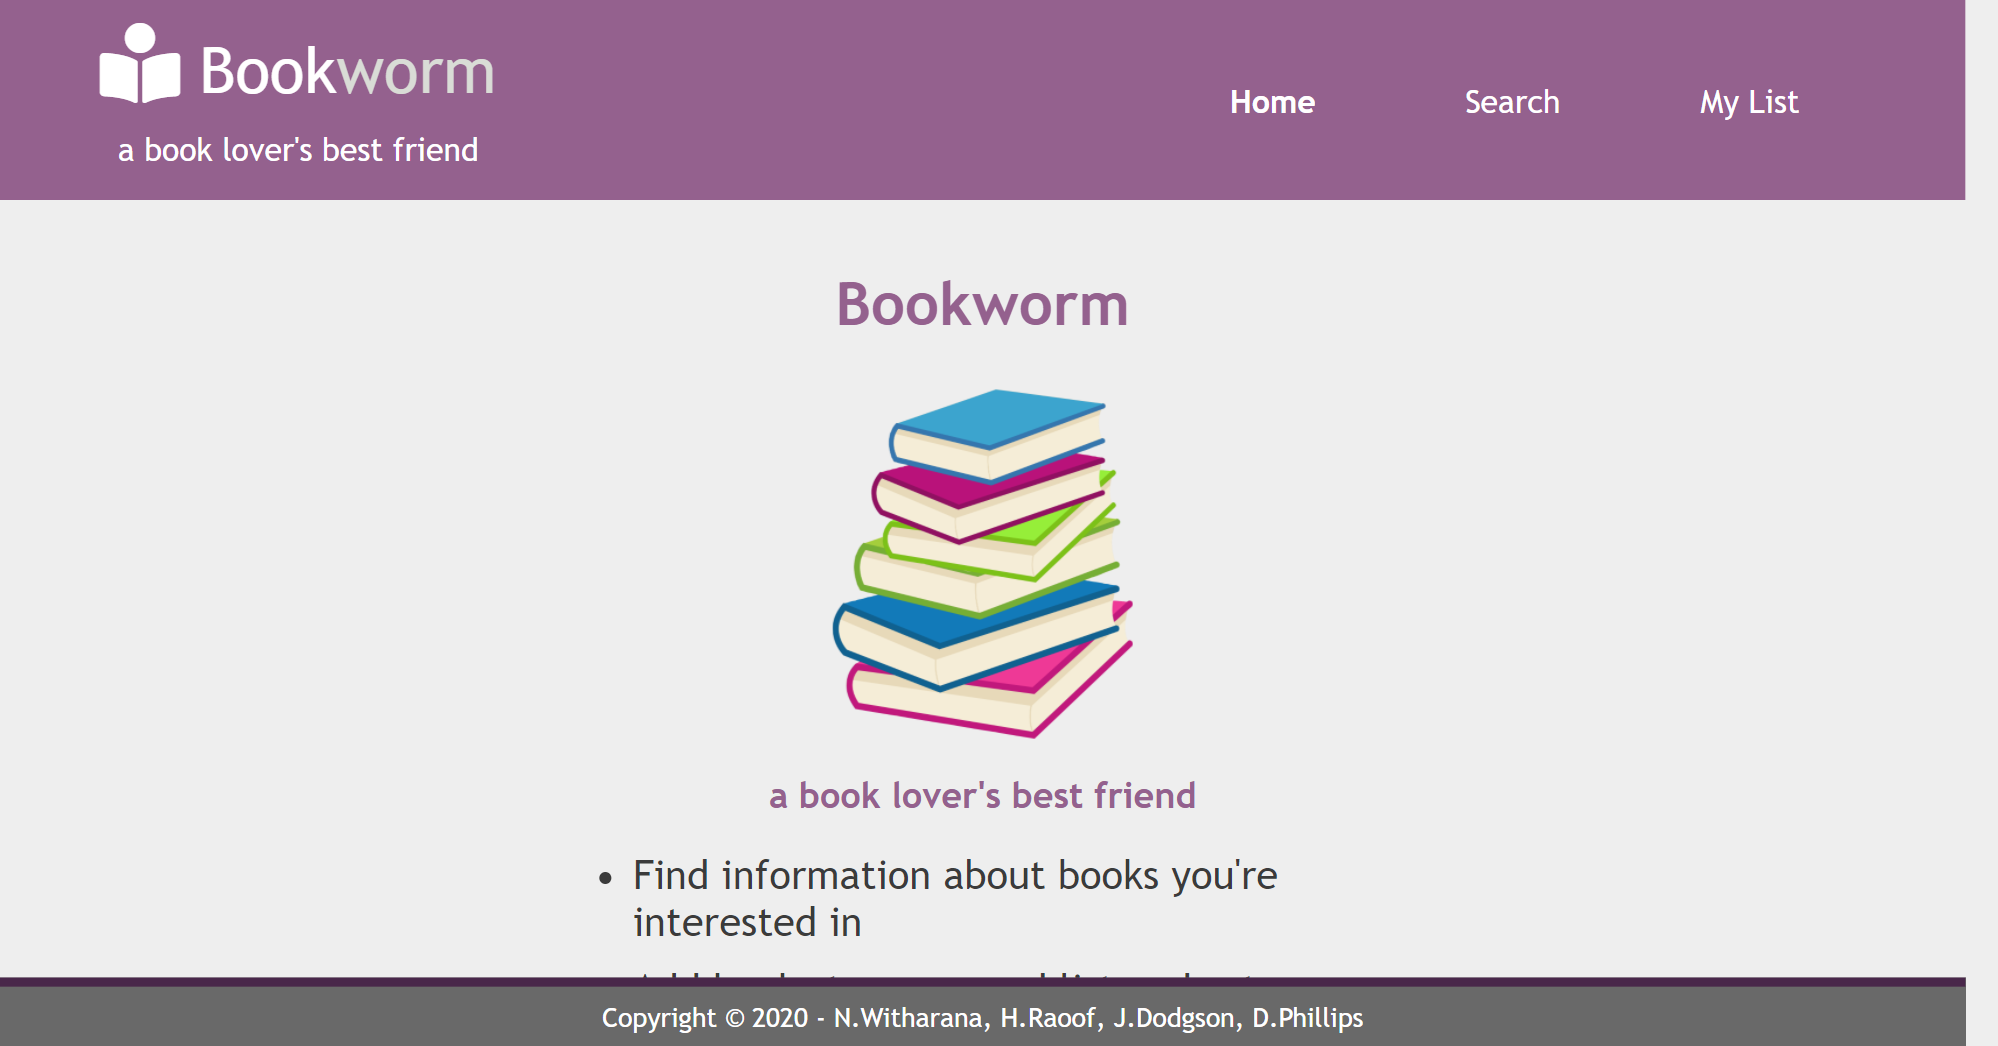 Bookworm
a book lover's best friend
Home
Search
My List
Bookworm
a book lover's best friend
• Find information about books you're
interested in
Copyright © 2020 - N.Witharana, H.Raoof, J.Dodgson, D.Phillips